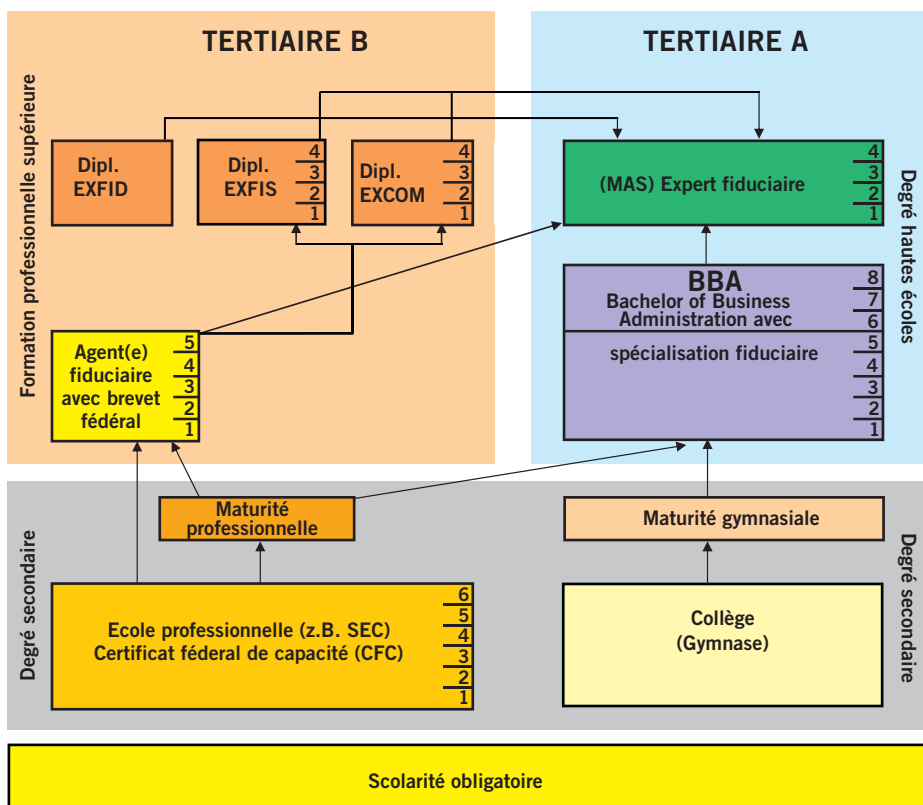 TERTIAIRE B
TERTIAIRE A
Formation professionnelle supérieure
Degré hautes écoles
Dipl.
EXFID
Dipl.
EXFIS
4
3
2
1
Dipl.
EXCOM
4
3
2
1
(MAS) Expert fiduciaire
4
3
2
1
BBA
Bachelor of Business
Administration avec
spécialisation fiduciaire
8
7
6
5
4
3
2
1
Agent(e)
fiduciaire
avec brevet
fédéral
5
4
3
2
1
Degré secondaire
Maturité
professionnelle
Maturité gymnasiale
Degré secondaire
Ecole professionnelle (z.B. SEC)
Certificat féderal de capacité (CFC)
6
5
4
3
2
1
Collège
(Gymnase)
Scolarité obligatoire